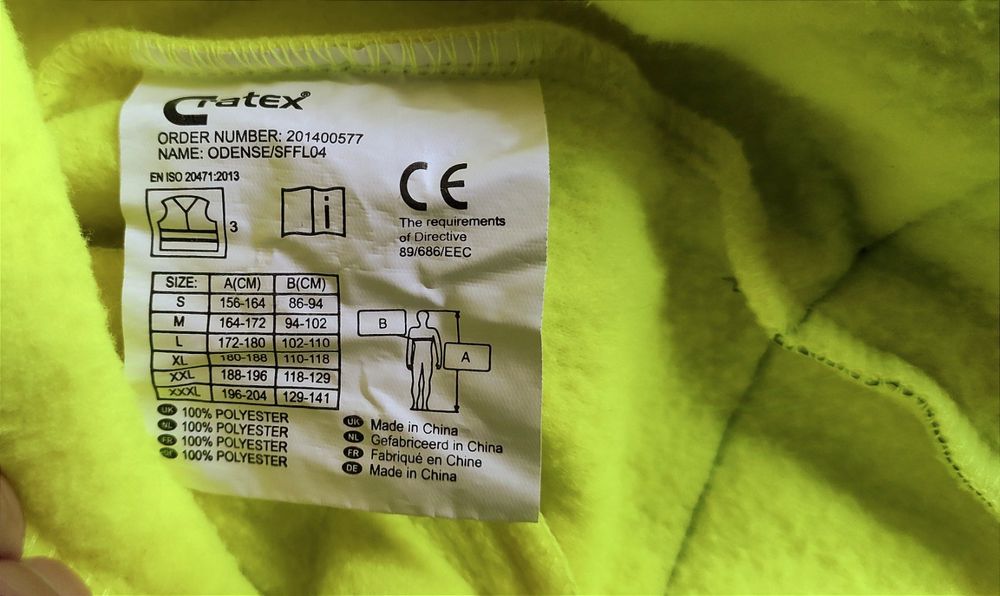 Cratex®
ORDER NUMBER: 201400577
NAME: ODENSE/SFFL04
EN ISO 20471:2013
3
i
CE
The requirements
of Directive
89/686/EEC
SIZE: A(CM) B(CM)
S 156-164 86-94
M 164-172 94-102
L 172-180 102-110
XL 180-188 110-118
XXL 188-196 118-129
XXXL 196-204 129-141
B
A
UK 100% POLYESTER
NL 100% POLYESTER
FR 100% POLYESTER
100% POLYESTER
UK Made in China
NL Gefabriceerd in China
FR Fabriqué en Chine
DE Made in China